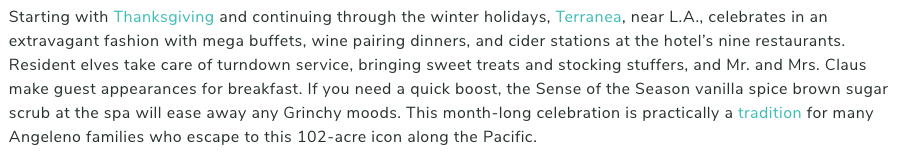 Starting with Thanksgiving and continuing through the winter holidays, Terranea, near L.A., celebrates in an
extravagant fashion with mega buffets, wine pairing dinners, and cider stations at the hotel's nine restaurants.
Resident elves take care of turndown service, bringing sweet treats and stocking stuffers, and Mr. and Mrs. Claus
make guest appearances for breakfast. If you need a quick boost, the Sense of the Season vanilla spice brown sugar
scrub at the spa will ease away any Grinchy moods. This month-long celebration is practically a tradition for many
Angeleno families who escape to this 102-acre icon along the Pacific.